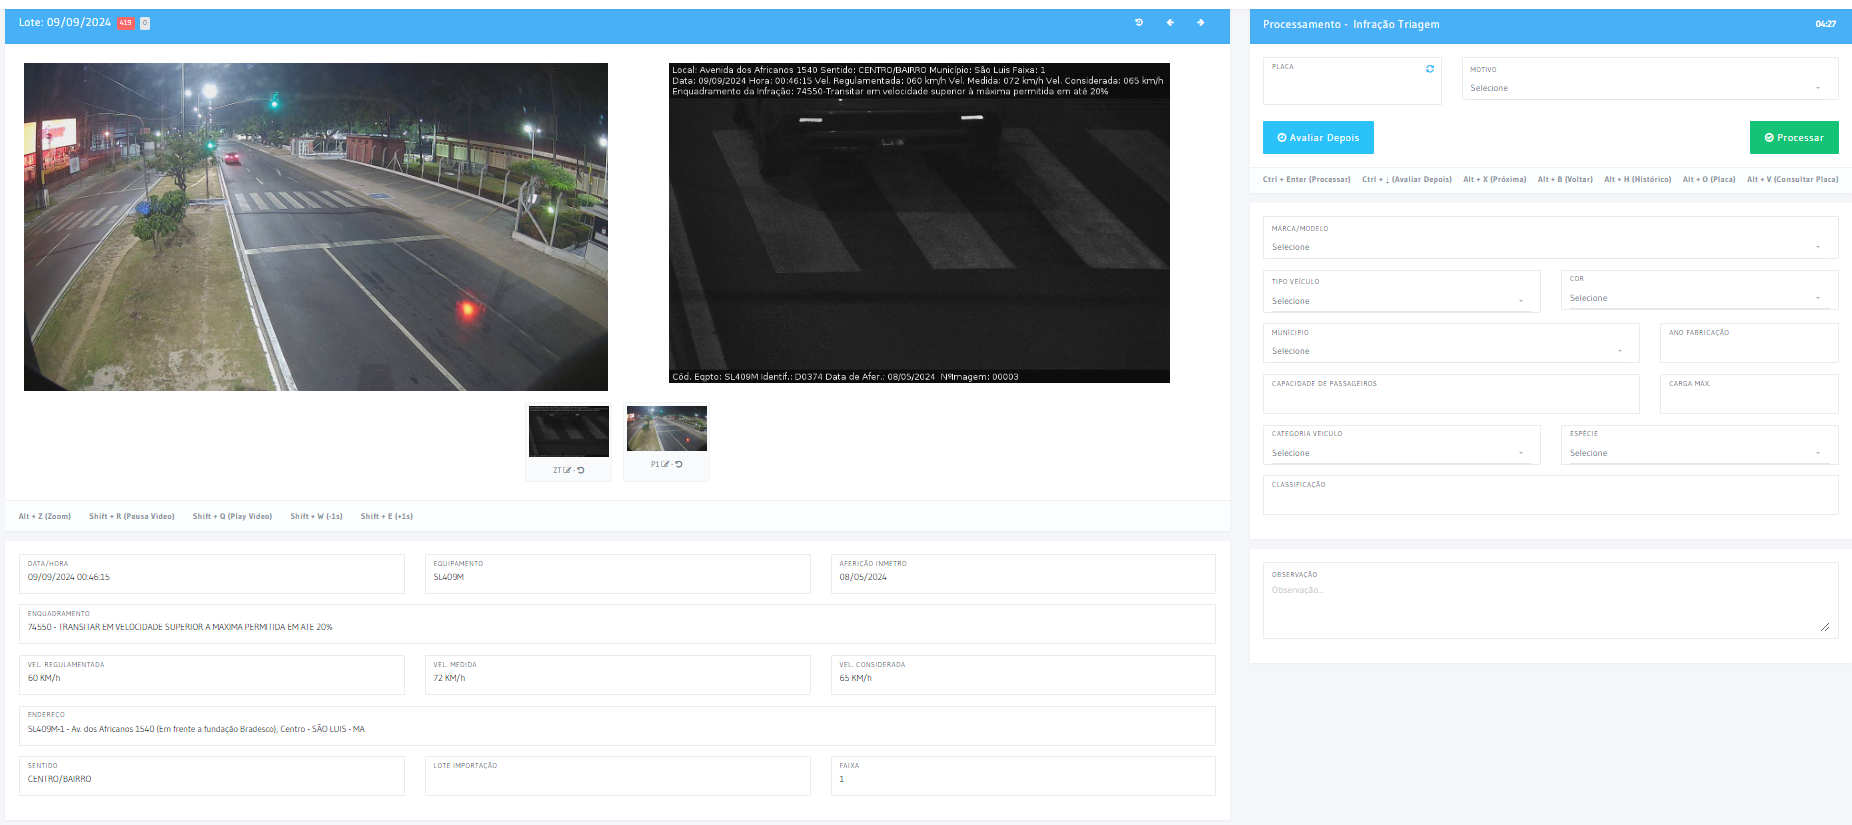 Lote: 09/09/2024 419 0
Local: Avenida dos Africanos 1540 Sentido: CENTRO/BAIRRO Município: São Luis Faixa: 1
Data: 09/09/2024 Hora: 00:46:15 Vel. Regulamentada: 060 km/h Vel. Medida: 072 km/h Vel. Considerada: 065 km/h
Enquadramento da Infração: 74550-Transitar em velocidade superior à máxima permitida em até 20%
Cód. Eqpto: SL409M Identif.: D0374 Data de Afer.: 08/05/2024 NºImagem: 00003
ZT -
P1 -
Alt + Z (Zoom) Shift + R (Pausa Video) Shift + Q (Play Video) Shift + W (-1s) Shift + E (+1s)
DATA/HORA
09/09/2024 00:46:15
EQUIPAMENTO
SL409M
AFERIÇÃO INMETRO
08/05/2024
ENQUADRAMENTO
74550 - TRANSITAR EM VELOCIDADE SUPERIOR A MAXIMA PERMITIDA EM ATE 20%
VEL. REGULAMENTADA
60 KM/h
VEL. MEDIDA
72 KM/h
VEL. CONSIDERADA
65 KM/h
ENDEREÇO
SL409M-1 - Av. dos Africanos 1540 (Em frente a fundação Bradesco), Centro - SÃO LUIS - MA
SENTIDO
CENTRO/BAIRRO
LOTE IMPORTAÇÃO
FAIXA
1
Processamento - Infração Triagem 04:27
PLACA
MOTIVO
Selecione
Avaliar Depois
Processar
Ctrl + Enter (Processar) Ctrl + ↓ (Avaliar Depois) Alt + X (Próxima) Alt + B (Voltar) Alt + H (Histórico) Alt + O (Placa) Alt + V (Consultar Placa)
MARCA/MODELO
Selecione
TIPO VEÍCULO
Selecione
COR
Selecione
MUNÍCIPIO
Selecione
ANO FABRICAÇÃO
CAPACIDADE DE PASSAGEIROS
CARGA MÁX.
CATEGORIA VEICULO
Selecione
ESPÉCIE
Selecione
CLASSIFICAÇÃO
OBSERVAÇÃO
Observação...